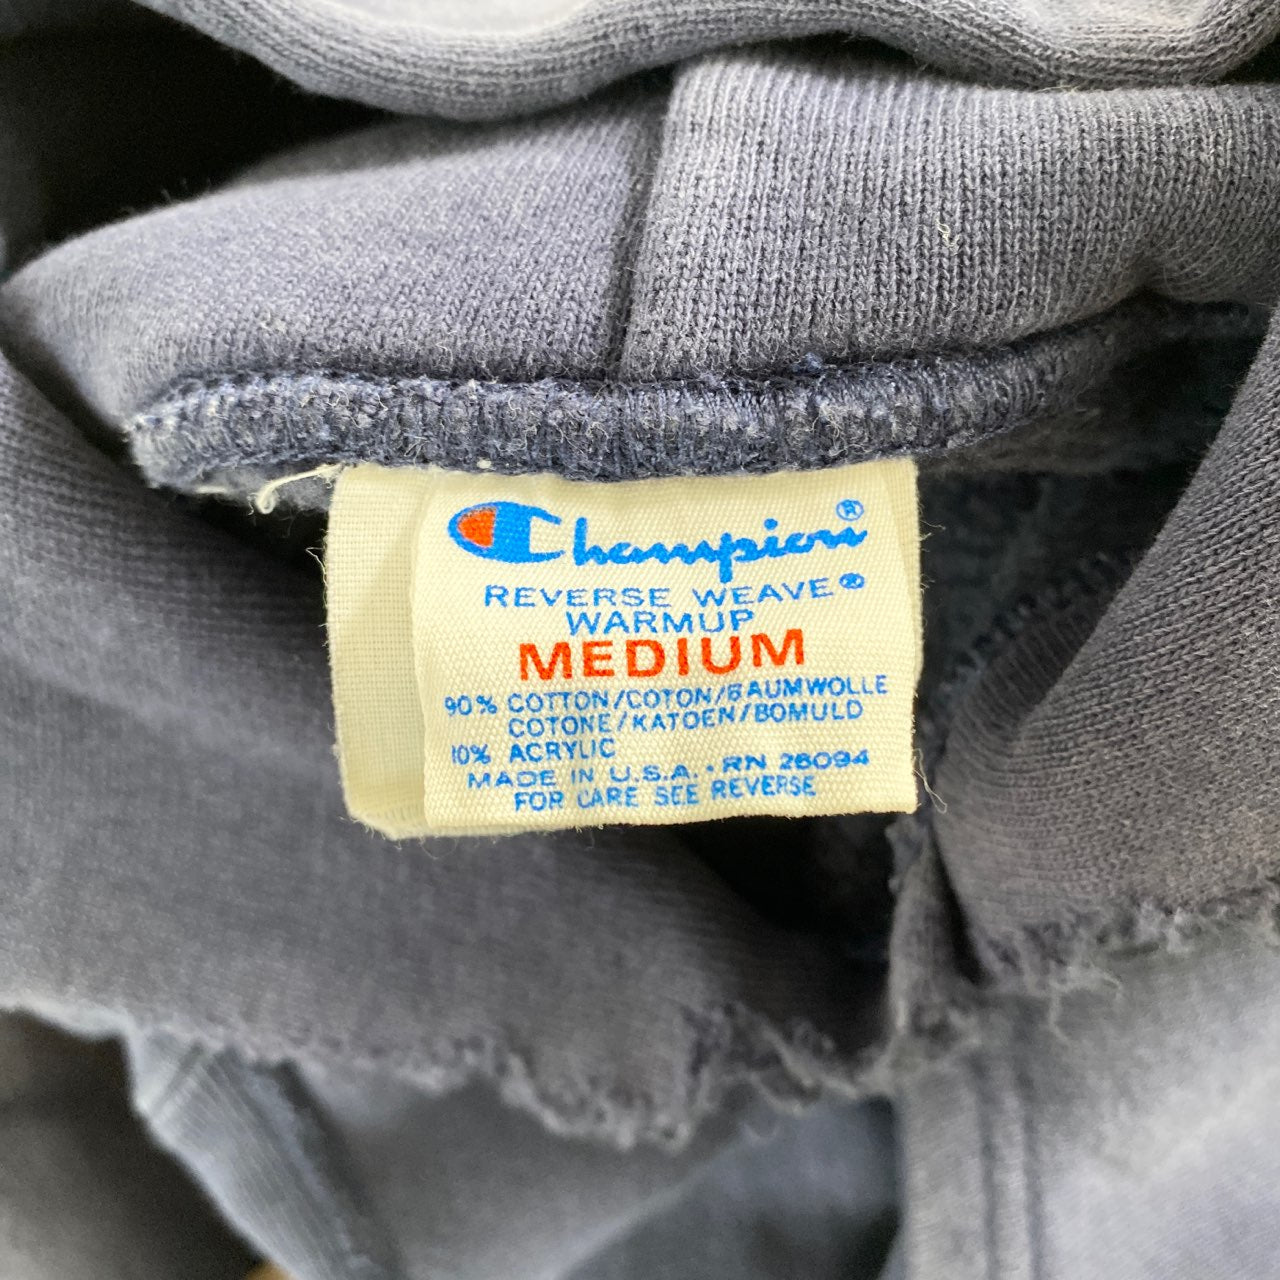 Champion®
REVERSE WEAVE®
WARMUP
MEDIUM
90% COTTON/COTON/BAUMWOLLE
COTONE/KATOEN/BOMULD
10% ACRYLIC
MADE IN U.S.A. • RN 26094
FOR CARE SEE REVERSE